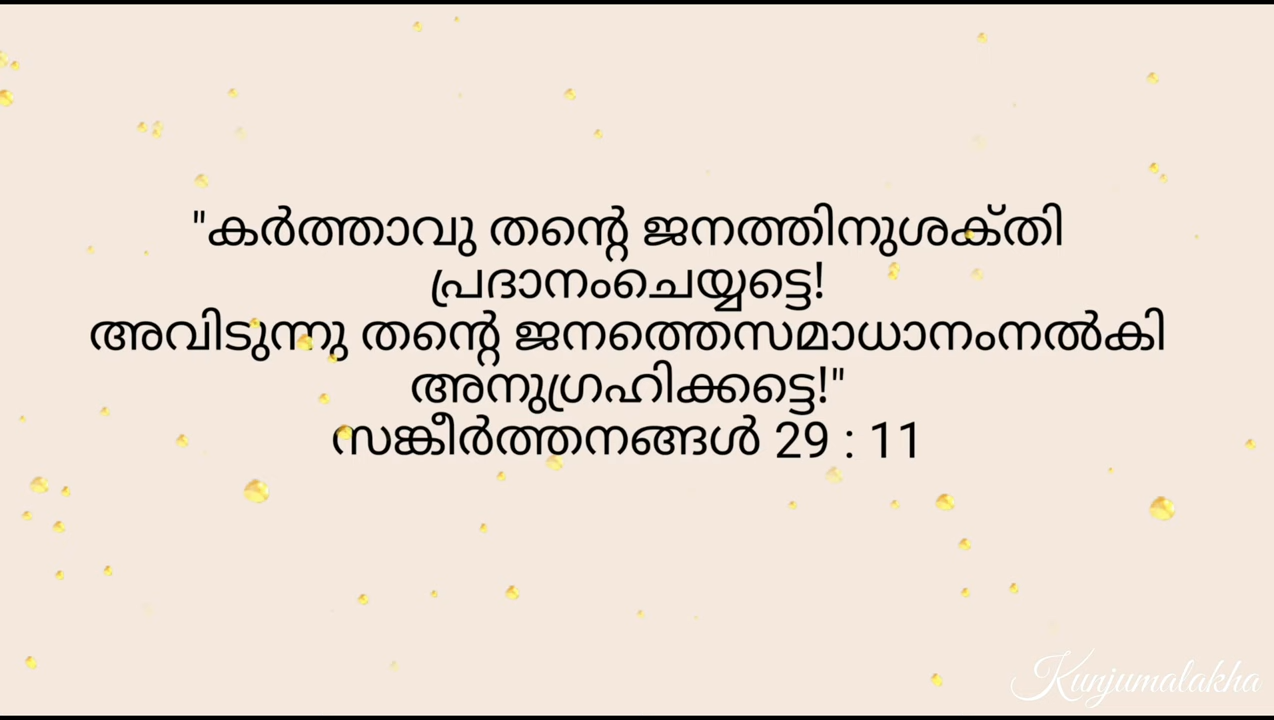 "കർത്താവു തന്റെ ജനത്തിനുശക്തി
പ്രദാനംചെയ്യട്ടെ!
അവിടുന്നു തന്റെ ജനത്തെസമാധാനംനൽകി
അനുഗ്രഹിക്കട്ടെ!"
സങ്കീർത്തനങ്ങൾ 29 : 11
Kunjumalakha